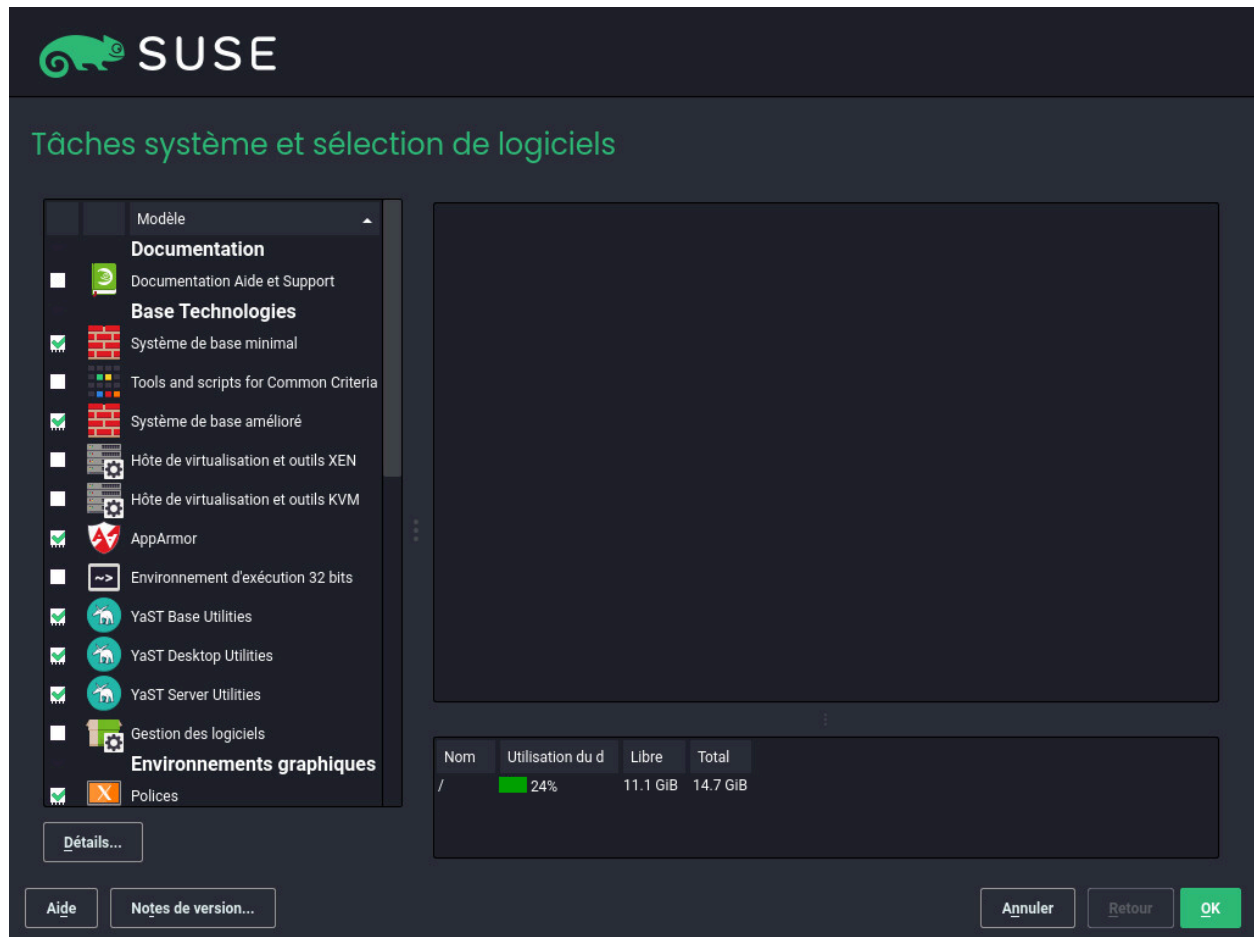 SUSE
Tâches système et sélection de logiciels
Modèle
Documentation
Documentation Aide et Support
Base Technologies
Système de base minimal
Tools and scripts for Common Criteria
Système de base amélioré
Hôte de virtualisation et outils XEN
Hôte de virtualisation et outils KVM
AppArmor
Environnement d'exécution 32 bits
YaST Base Utilities
YaST Desktop Utilities
YaST Server Utilities
Gestion des logiciels
Environnements graphiques
Polices
Nom Utilisation du d Libre Total
/ 24% 11.1 GiB 14.7 GiB
Détails...
Aide Notes de version... Annuler Retour OK